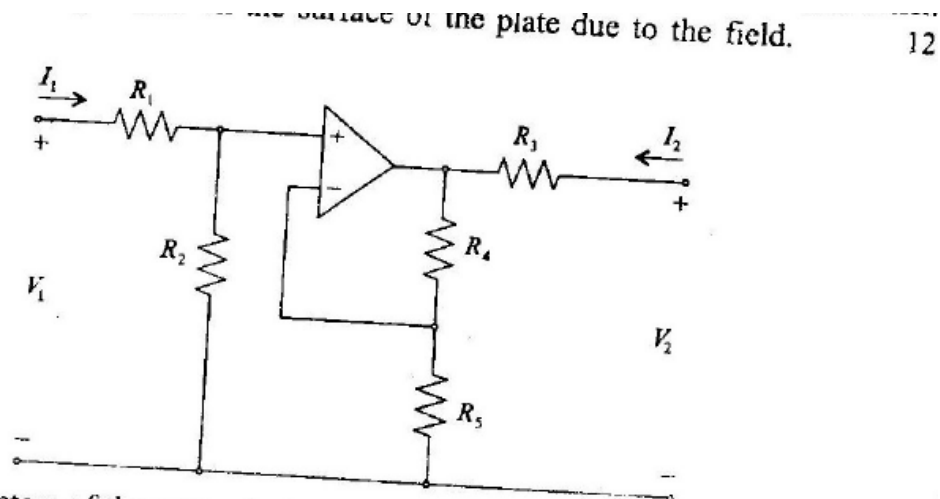 the surface of the plate due to the field.
12
I₁
R₁
+
+
−
R₃
I₂
+
R₂
R₄
V₁
V₂
R₅
−
−